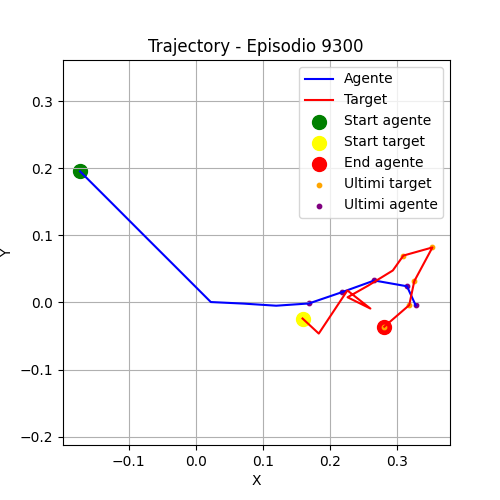 Trajectory - Episodio 9300
Agente
Target
Start agente
Start target
End agente
Ultimi target
Ultimi agente
0.3
0.2
0.1
0.0
−0.1
−0.2
Y
−0.1
0.0
0.1
0.2
0.3
X